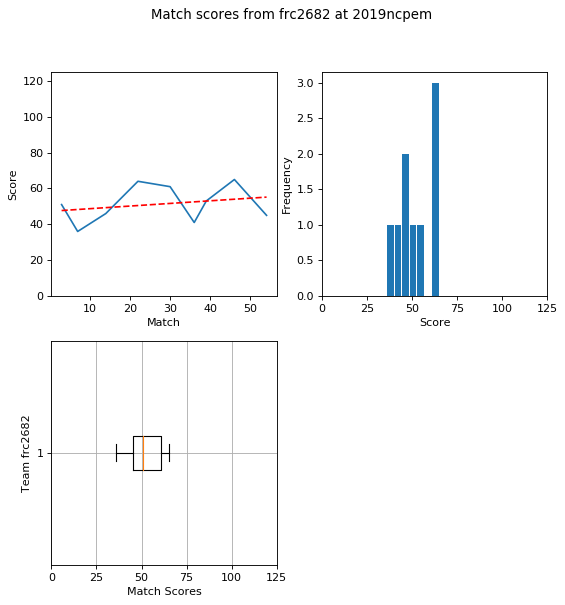 Match scores from frc2682 at 2019ncpem
120
100
80
60
40
20
0
Score
10 20 30 40 50
Match
3.0
2.5
2.0
1.5
1.0
0.5
0.0
Frequency
0 25 50 75 100 125
Score
1
Team frc2682
0 25 50 75 100 125
Match Scores